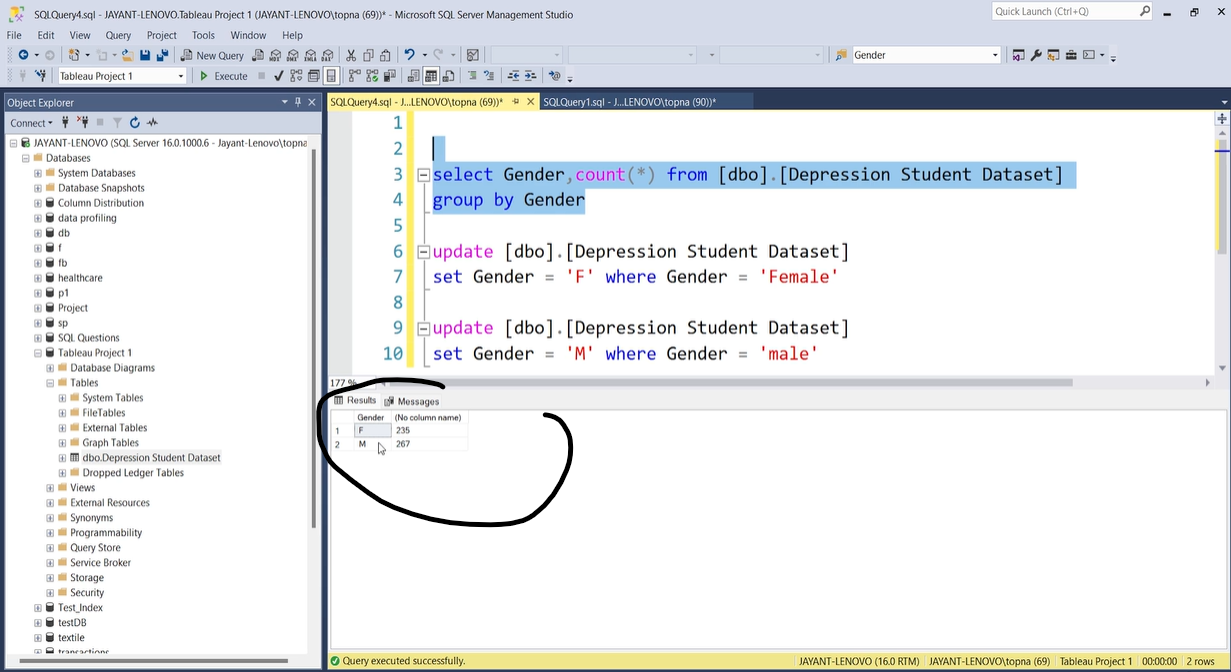 SQLQuery4.sql - JAYANT-LENOVO.Tableau Project 1 (JAYANT-LENOVO\topna (69))* - Microsoft SQL Server Management Studio
Quick Launch (Ctrl+Q)
File Edit View Query Project Tools Window Help
New Query
Gender
Tableau Project 1
Execute
Object Explorer
Connect
JAYANT-LENOVO (SQL Server 16.0.1000.6 - Jayant-Lenovo\topna
Databases
System Databases
Database Snapshots
Column Distribution
data profiling
db
f
fb
healthcare
p1
Project
sp
SQL Questions
Tableau Project 1
Database Diagrams
Tables
System Tables
FileTables
External Tables
Graph Tables
dbo.Depression Student Dataset
Dropped Ledger Tables
Views
External Resources
Synonyms
Programmability
Query Store
Service Broker
Storage
Security
Test_Index
testDB
textile
transactions
SQLQuery4.sql - J...LENOVO\topna (69))* SQLQuery1.sql - J...LENOVO\topna (90))*
1
2
3 select Gender,count(*) from [dbo].[Depression Student Dataset]
4 group by Gender
5
6 update [dbo].[Depression Student Dataset]
7 set Gender = 'F' where Gender = 'Female'
8
9 update [dbo].[Depression Student Dataset]
10 set Gender = 'M' where Gender = 'male'
177 %
Results Messages
Gender (No column name)
1 F 235
2 M 267
Query executed successfully. JAYANT-LENOVO (16.0 RTM) JAYANT-LENOVO\topna (69) Tableau Project 1 00:00:00 2 rows